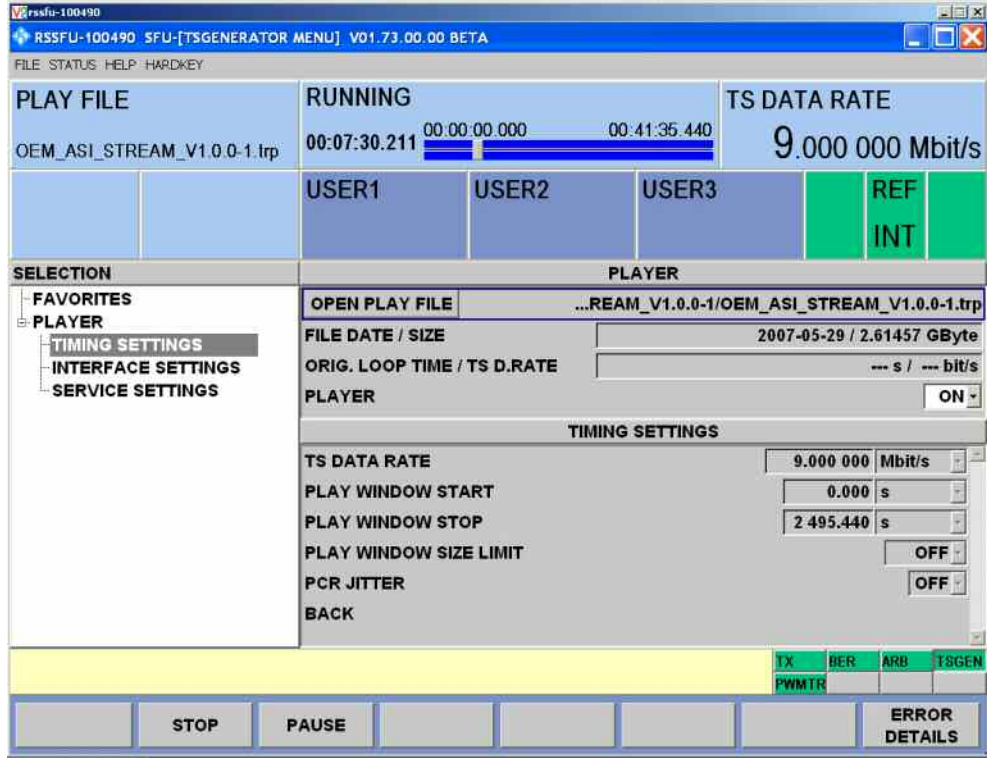 rssfu-100490
RSSFU-100490 SFU-[TSGENERATOR MENU] V01.73.00.00 BETA
FILE STATUS HELP HARDKEY
PLAY FILE
OEM_ASI_STREAM_V1.0.0-1.trp
RUNNING
00:07:30.211 00:00:00.000 00:41:35.440
TS DATA RATE
9.000 000 Mbit/s
USER1 USER2 USER3
REF
INT
SELECTION
FAVORITES
PLAYER
TIMING SETTINGS
INTERFACE SETTINGS
SERVICE SETTINGS
PLAYER
OPEN PLAY FILE ...REAM_V1.0.0-1/OEM_ASI_STREAM_V1.0.0-1.trp
FILE DATE / SIZE 2007-05-29 / 2.61457 GByte
ORIG. LOOP TIME / TS D.RATE --- s / --- bit/s
PLAYER ON
TIMING SETTINGS
TS DATA RATE 9.000 000 Mbit/s
PLAY WINDOW START 0.000 s
PLAY WINDOW STOP 2 495.440 s
PLAY WINDOW SIZE LIMIT OFF
PCR JITTER OFF
BACK
TX BER ARB TSGEN
PWMTR
STOP PAUSE ERROR DETAILS